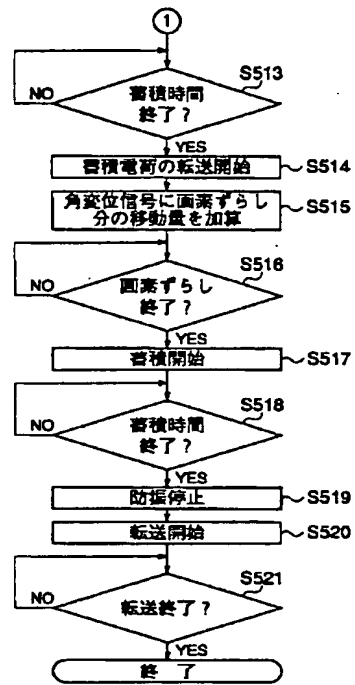 1
S513
蓄積時間
終了?
NO
YES
蓄積電荷の転送開始
S514
角変位信号に画素ずらし
分の移動量を加算
S515
S516
画素ずらし
終了?
NO
YES
蓄積開始
S517
S518
蓄積時間
終了?
NO
YES
防振停止
S519
転送開始
S520
S521
転送終了?
NO
YES
終 了